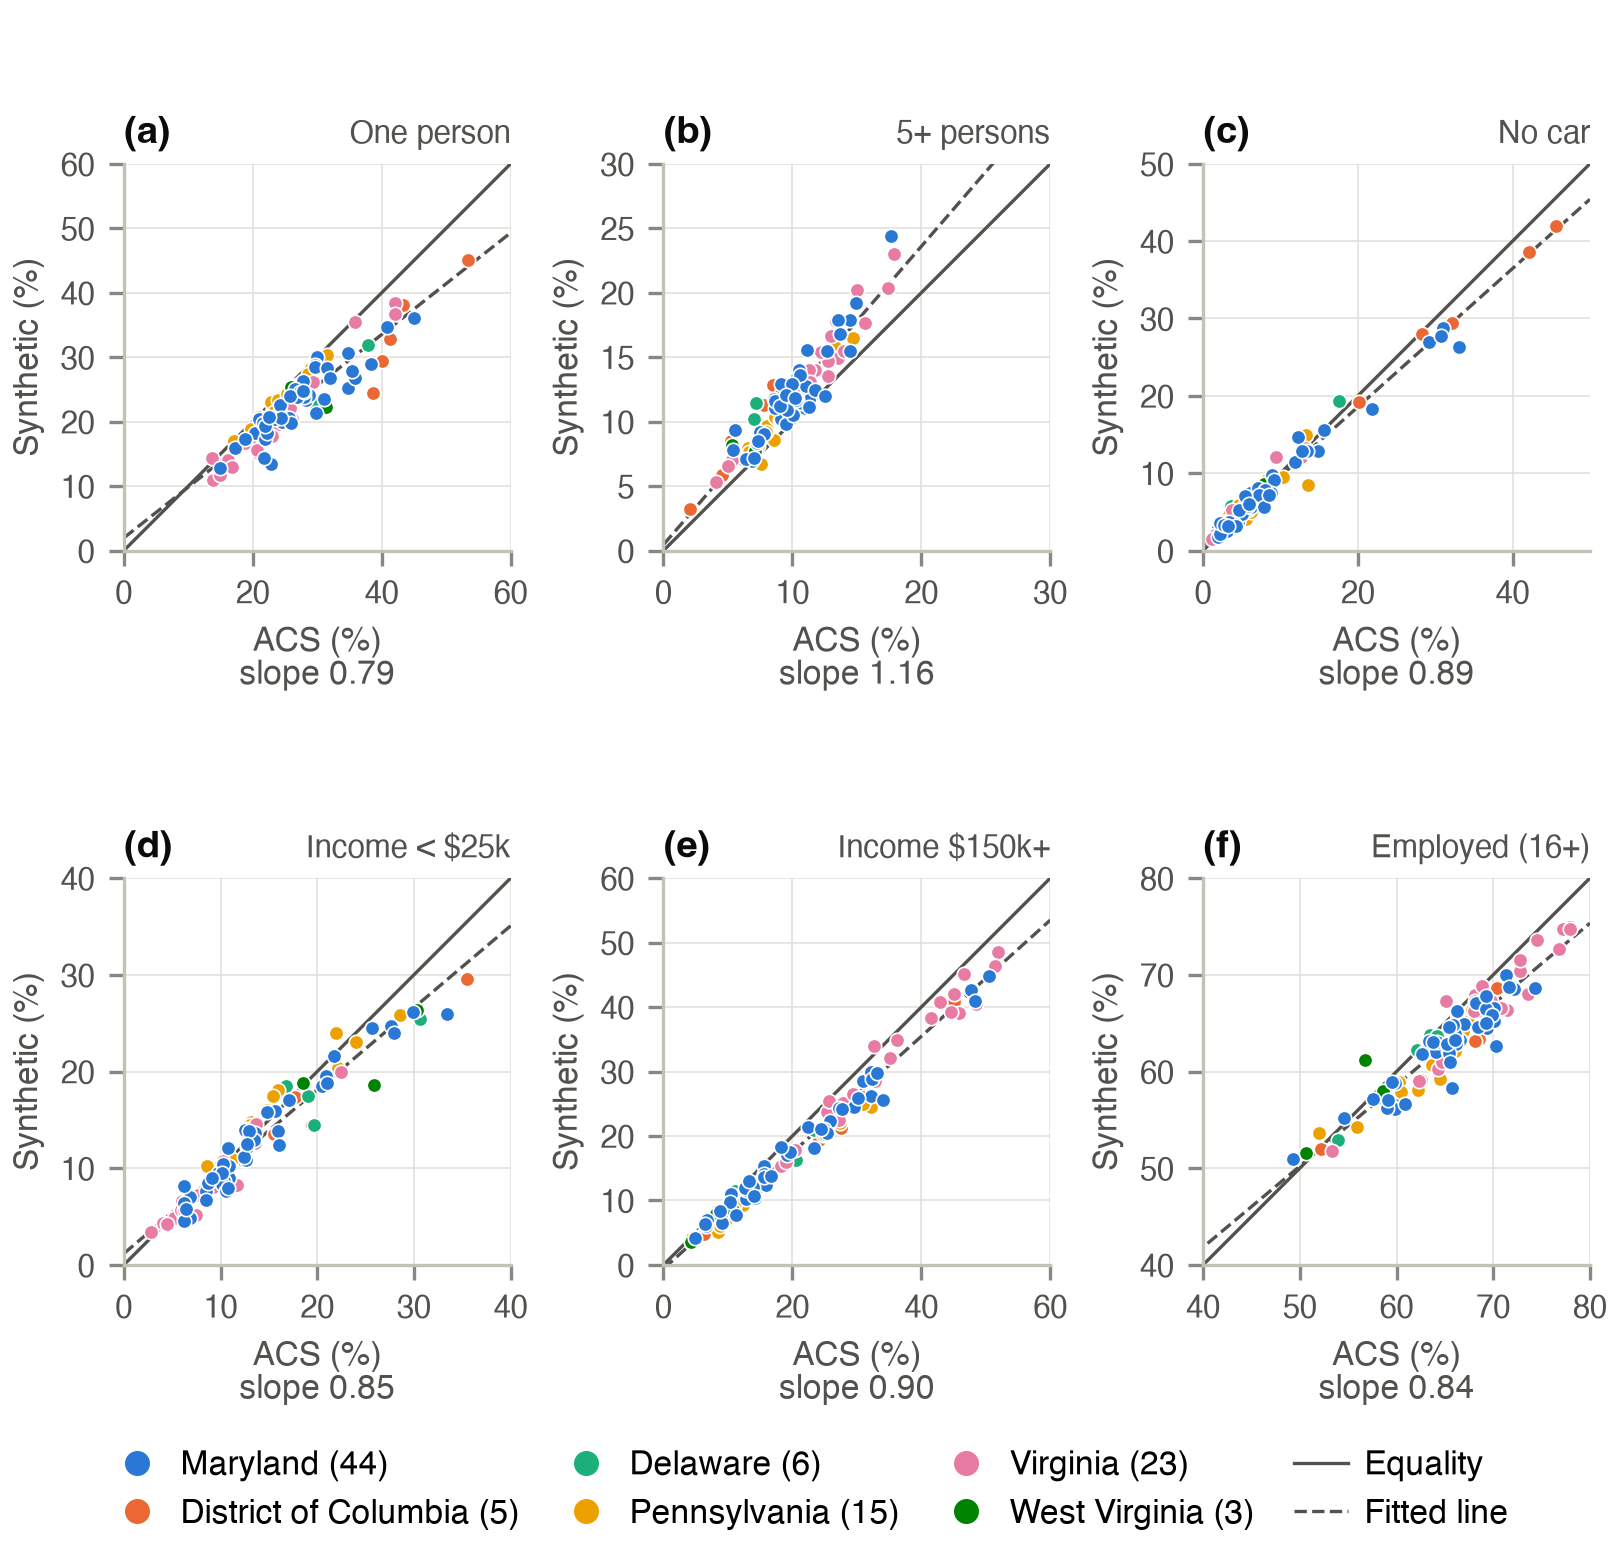 (a) One person
60
50
40
30
20
10
0
Synthetic (%)
0 20 40 60
ACS (%)
slope 0.79
(b) 5+ persons
30
25
20
15
10
5
0
Synthetic (%)
0 10 20 30
ACS (%)
slope 1.16
(c) No car
50
40
30
20
10
0
Synthetic (%)
0 20 40
ACS (%)
slope 0.89
(d) Income < $25k
40
30
20
10
0
Synthetic (%)
0 10 20 30 40
ACS (%)
slope 0.85
(e) Income $150k+
60
50
40
30
20
10
0
Synthetic (%)
0 20 40 60
ACS (%)
slope 0.90
(f) Employed (16+)
80
70
60
50
40
Synthetic (%)
40 50 60 70 80
ACS (%)
slope 0.84
Maryland (44) Delaware (6) Virginia (23) Equality
District of Columbia (5) Pennsylvania (15) West Virginia (3) Fitted line